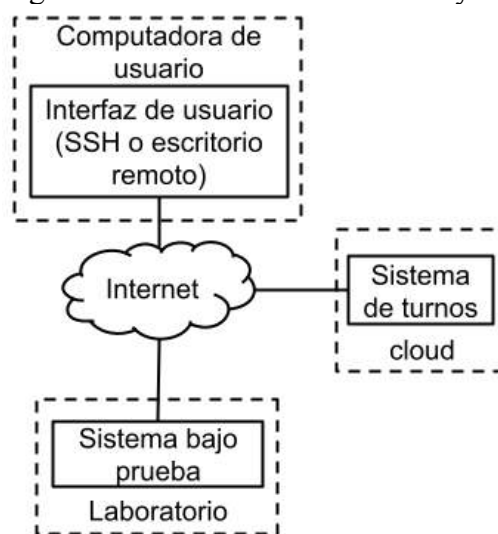 Computadora de
usuario
Interfaz de usuario
(SSH o escritorio
remoto)
Internet
Sistema
de turnos
cloud
Sistema bajo
prueba
Laboratorio